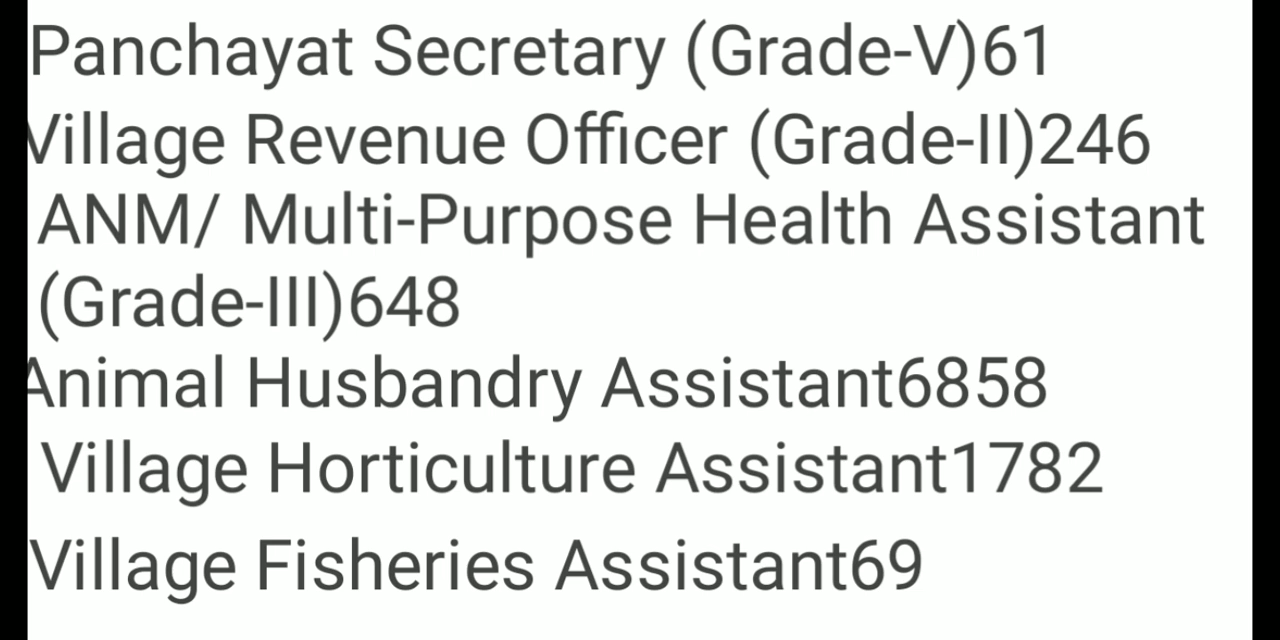 Panchayat Secretary (Grade-V)61
Village Revenue Officer (Grade-II)246
ANM/ Multi-Purpose Health Assistant
(Grade-III)648
Animal Husbandry Assistant6858
Village Horticulture Assistant1782
Village Fisheries Assistant69